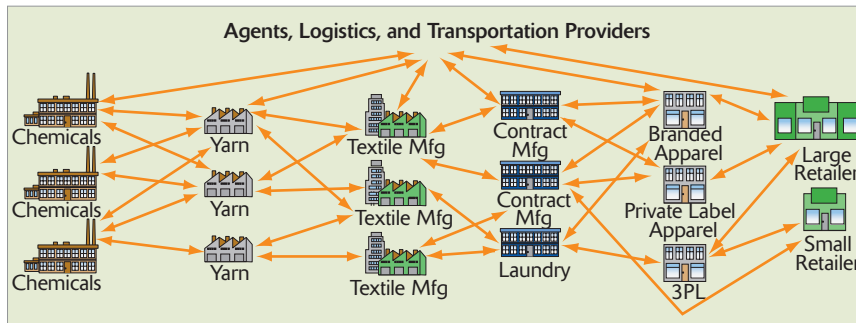 Agents, Logistics, and Transportation Providers
Chemicals
Yarn
Textile Mfg
Contract
Mfg
Branded
Apparel
Large
Retailer
Chemicals
Yarn
Textile Mfg
Contract
Mfg
Private Label
Apparel
Small
Retailer
Chemicals
Yarn
Textile Mfg
Laundry
3PL